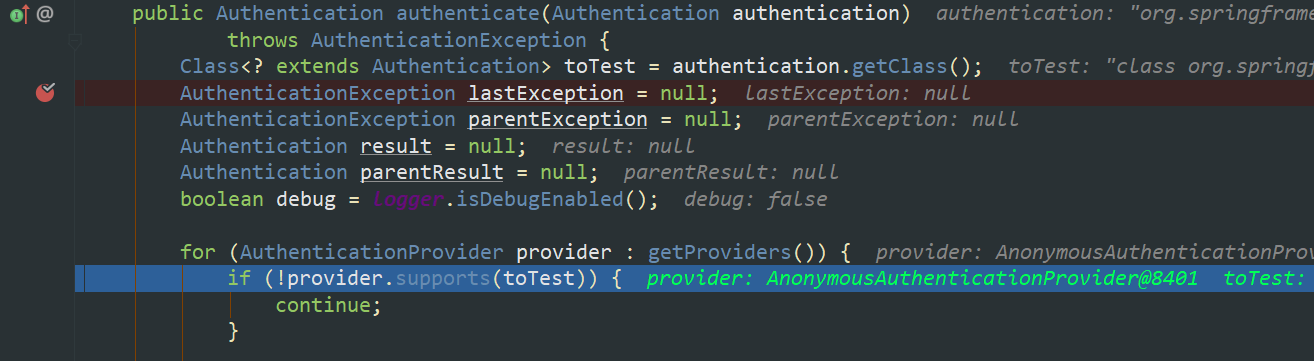 @ public Authentication authenticate(Authentication authentication) authentication: "org.springframe
throws AuthenticationException {
Class<? extends Authentication> toTest = authentication.getClass(); toTest: "class org.spring
AuthenticationException lastException = null; lastException: null
AuthenticationException parentException = null; parentException: null
Authentication result = null; result: null
Authentication parentResult = null; parentResult: null
boolean debug = logger.isDebugEnabled(); debug: false
for (AuthenticationProvider provider : getProviders()) { provider: AnonymousAuthenticationProv
if (!provider.supports(toTest)) { provider: AnonymousAuthenticationProvider@8401 toTest:
continue;
}